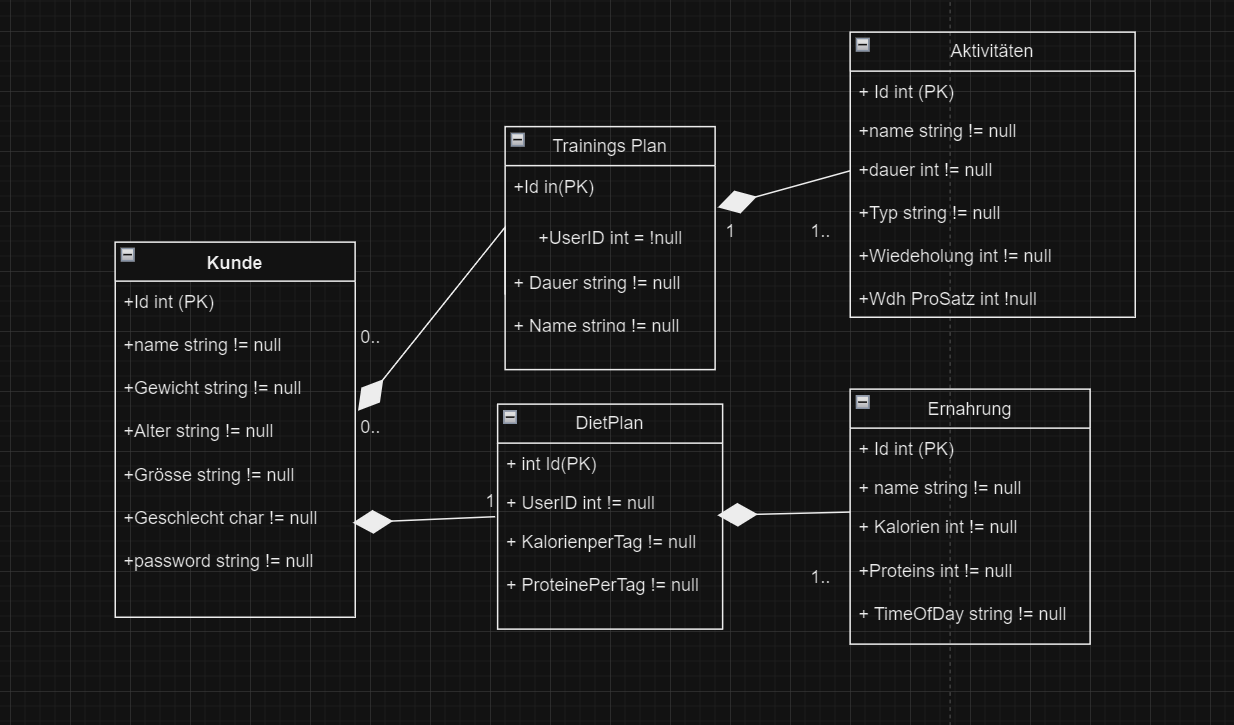 Kunde
+Id int (PK)
+name string != null
+Gewicht string != null
+Alter string != null
+Grösse string != null
+Geschlecht char != null
+password string != null
0..
0..
Trainings Plan
+Id in(PK)
+UserID int = !null
+ Dauer string != null
+ Name string != null
1
1..
Aktivitäten
+ Id int (PK)
+name string != null
+dauer int != null
+Typ string != null
+Wiedeholung int != null
+Wdh ProSatz int !null
1
DietPlan
+ int Id(PK)
+ UserID int != null
+ KalorienperTag != null
+ ProteinePerTag != null
1..
Ernahrung
+ Id int (PK)
+ name string != null
+ Kalorien int != null
+Proteins int != null
+ TimeOfDay string != null